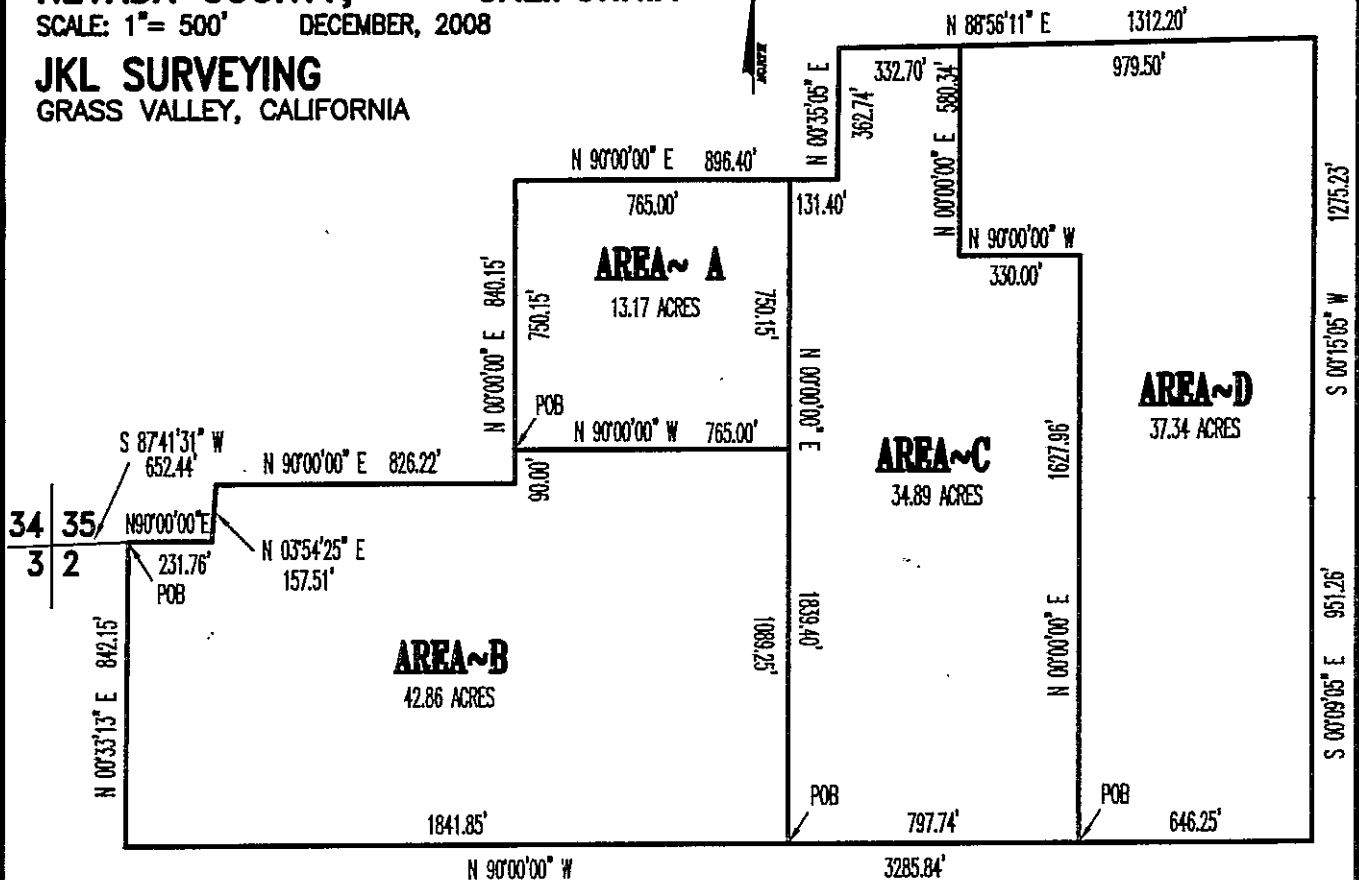 SCALE: 1"= 500' DECEMBER, 2008
JKL SURVEYING
GRASS VALLEY, CALIFORNIA
N 88°56'11" E 1312.20'
332.70'
979.50'
N 00°35'05" E
362.74'
N 00°00'00" E 580.34'
N 90°00'00" E 896.40'
765.00'
131.40'
N 90°00'00" W
330.00'
AREA~ A
13.17 ACRES
N 00°00'00" E 840.15'
750.15'
750.15'
N 00°00'00" E
1275.23'
S 00°15'05" W
POB
N 90°00'00" W 765.00'
AREA~D
37.34 ACRES
S 87°41'31" W
652.44'
N 90°00'00" E 826.22'
90.00'
AREA~C
34.89 ACRES
1627.96'
34 35
3 2
N90°00'00"E
231.76'
POB
N 03°54'25" E
157.51'
N 00°33'13" E 842.15'
AREA~B
42.86 ACRES
1089.25'
1839.40'
N 00°00'00" E
S 00°09'05" E 951.26'
POB
POB
1841.85'
797.74'
646.25'
N 90°00'00" W 3285.84'